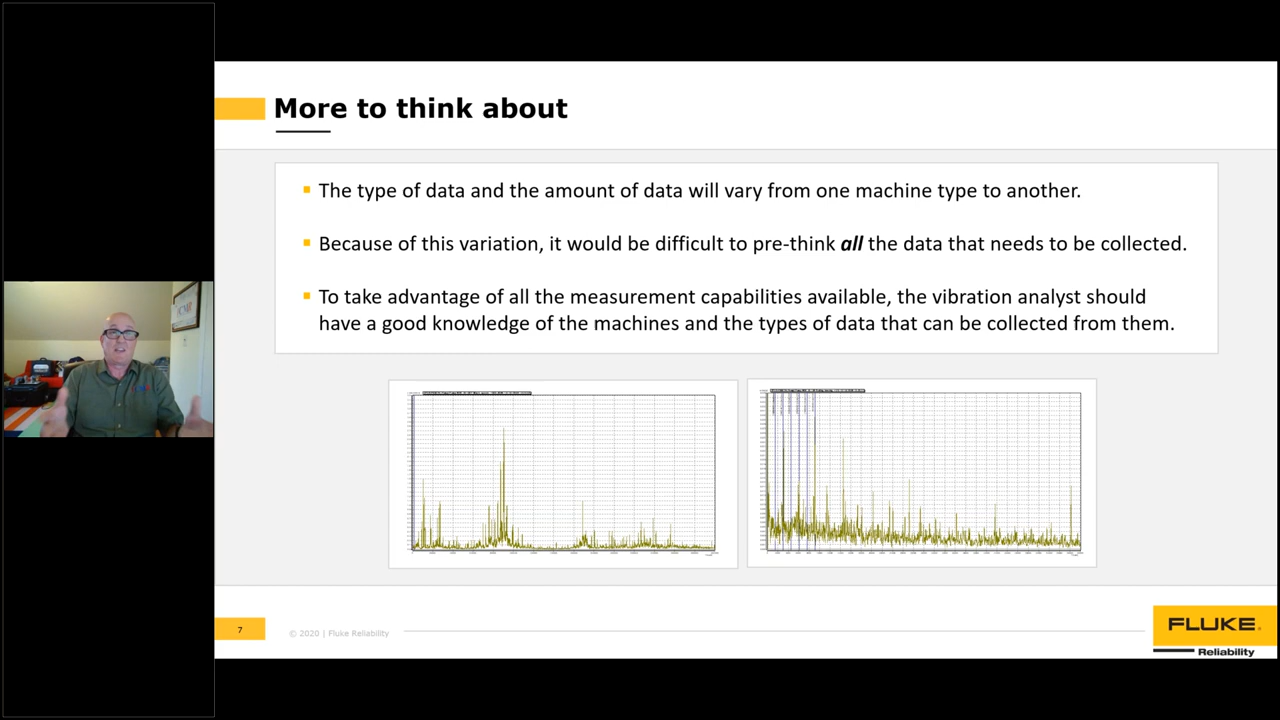 More to think about
The type of data and the amount of data will vary from one machine type to another.
Because of this variation, it would be difficult to pre-think all the data that needs to be collected.
To take advantage of all the measurement capabilities available, the vibration analyst should
have a good knowledge of the machines and the types of data that can be collected from them.
7
© 2020 | Fluke Reliability
FLUKE.
Reliability